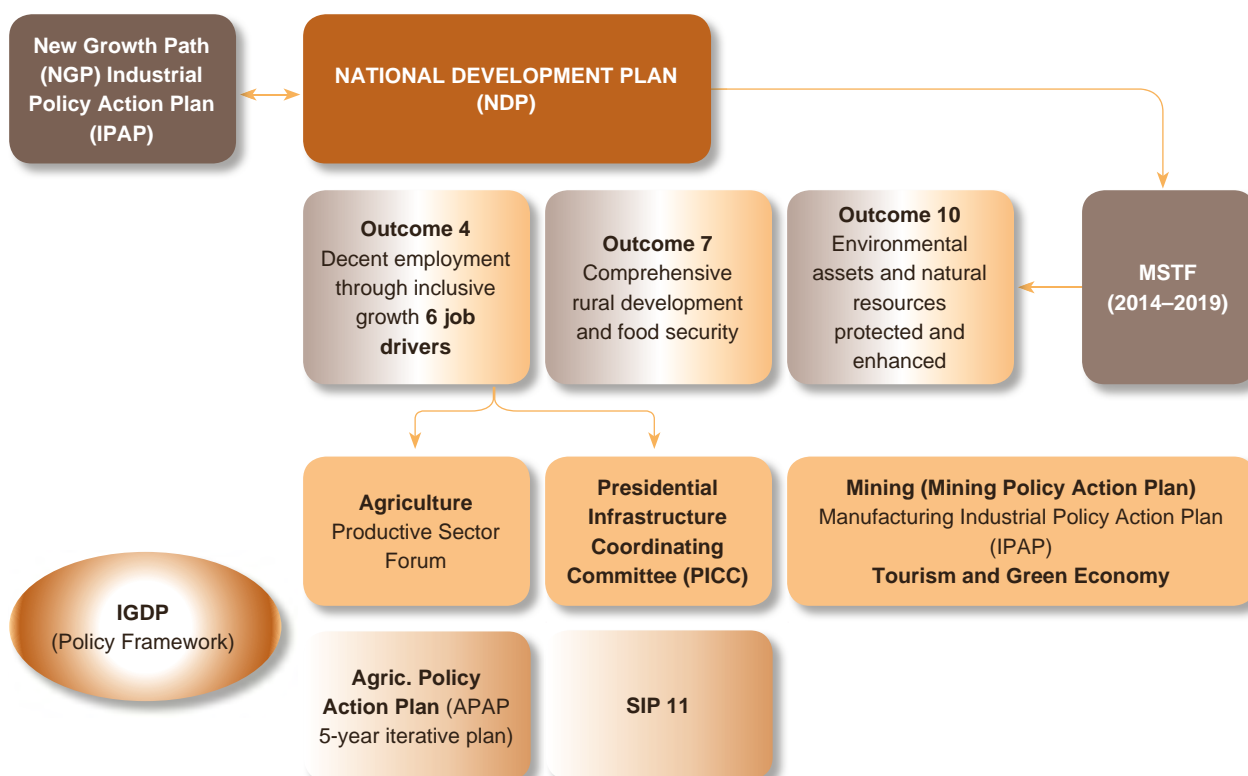 New Growth Path
(NGP) Industrial
Policy Action Plan
(IPAP)
NATIONAL DEVELOPMENT PLAN
(NDP)
Outcome 4
Decent employment
through inclusive
growth 6 job
drivers
Outcome 7
Comprehensive
rural development
and food security
Outcome 10
Environmental
assets and natural
resources
protected and
enhanced
MSTF
(2014–2019)
Agriculture
Productive Sector
Forum
Presidential
Infrastructure
Coordinating
Committee (PICC)
Mining (Mining Policy Action Plan)
Manufacturing Industrial Policy Action Plan
(IPAP)
Tourism and Green Economy
IGDP
(Policy Framework)
Agric. Policy
Action Plan (APAP
5-year iterative plan)
SIP 11